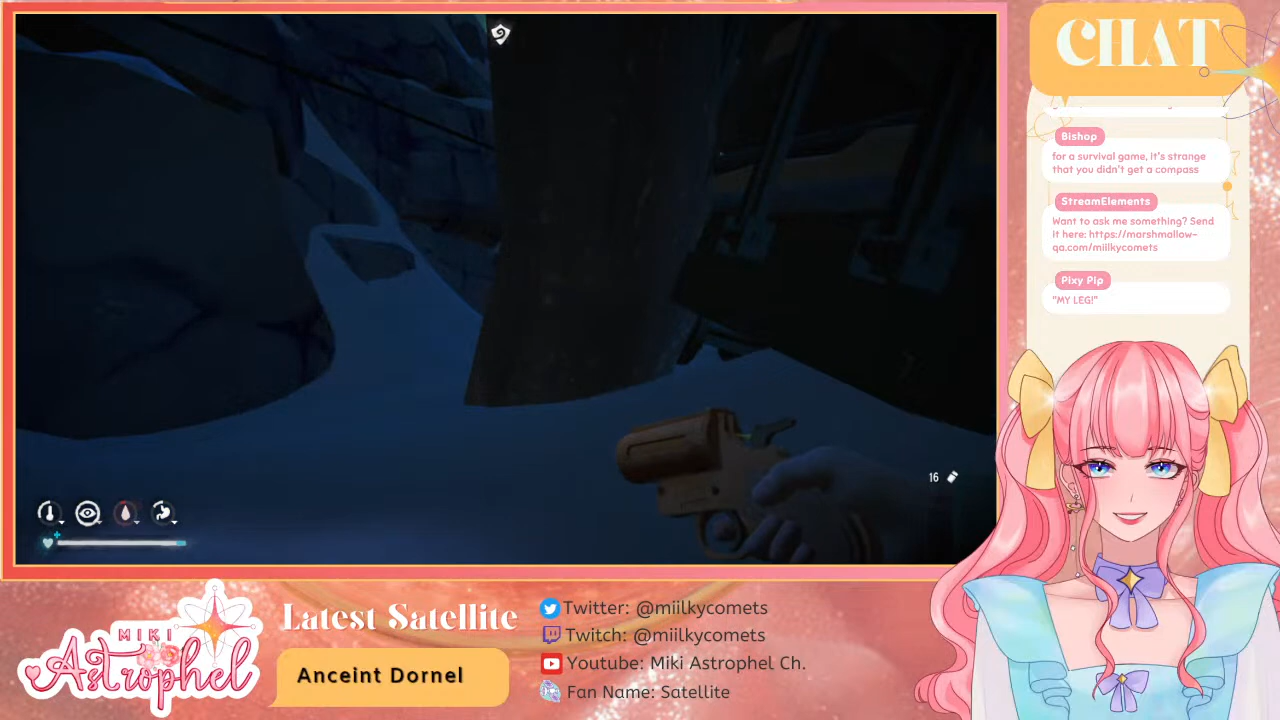 CHAT
Bishop
for a survival game, it's strange
that you didn't get a compass
StreamElements
Want to ask me something? Send
it here: https://marshmallow-
qa.com/miilkycomets
Pixy Pip
"MY LEG!"
16
MIKI
Astrophel
Latest Satellite
Anceint Dornel
Twitter: @miilkycomets
Twitch: @miilkycomets
Youtube: Miki Astrophel Ch.
Fan Name: Satellite